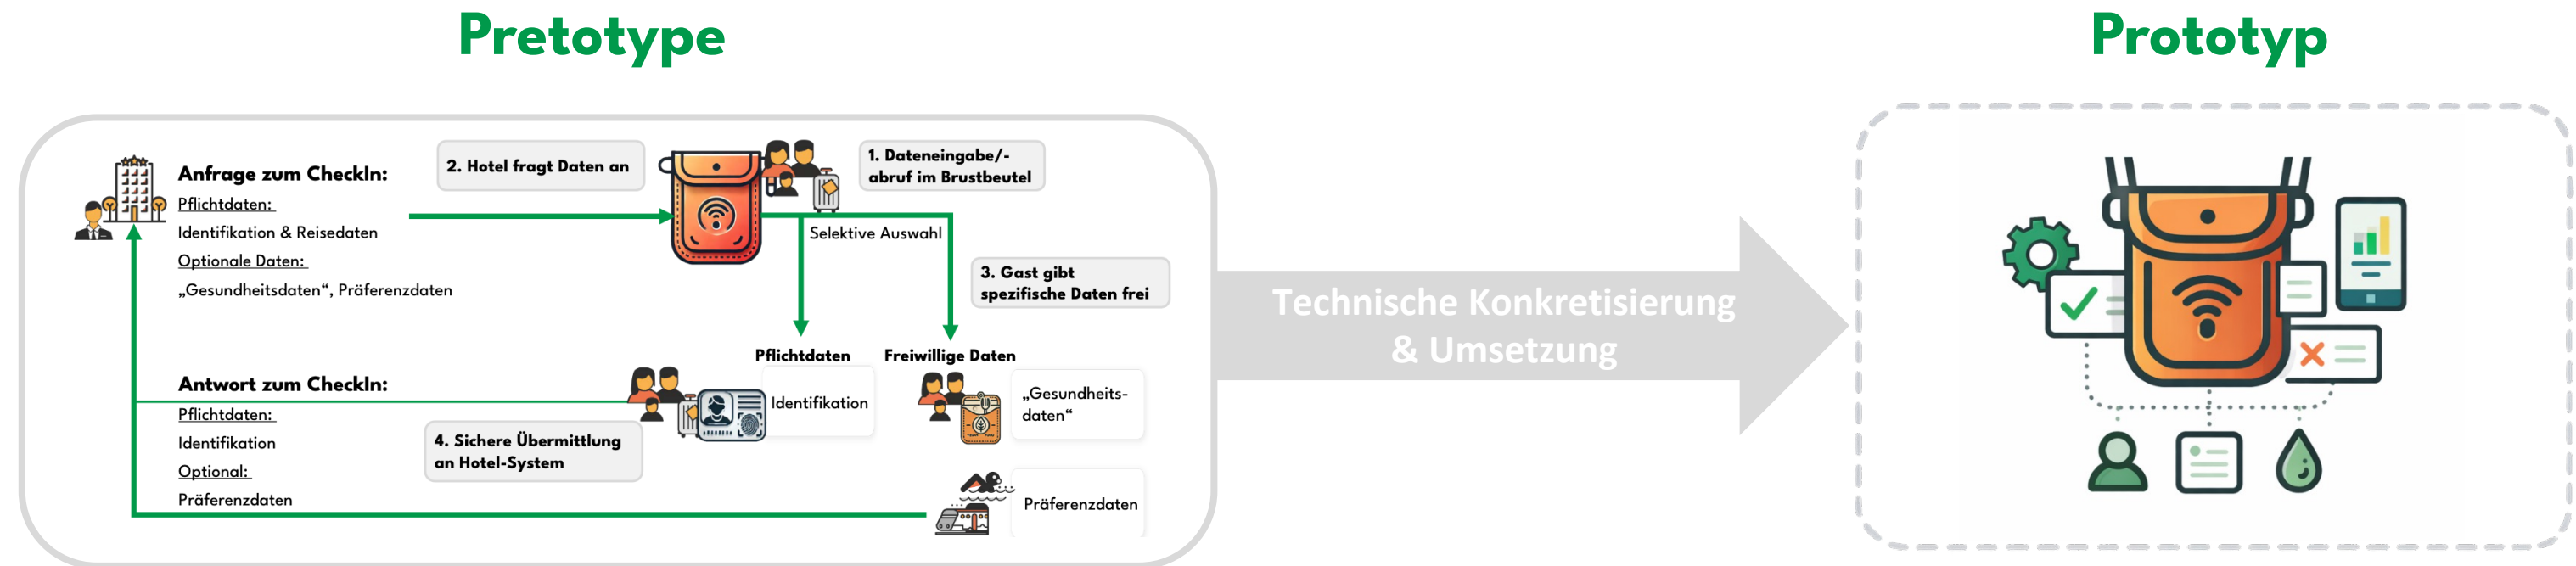 Pretotype
Prototyp
Anfrage zum CheckIn:
Pflichtdaten:
Identifikation & Reisedaten
Optionale Daten:
„Gesundheitsdaten“, Präferenzdaten
2. Hotel fragt Daten an
1. Dateneingabe/-
abruf im Brustbeutel
Selektive Auswahl
3. Gast gibt
spezifische Daten frei
Pflichtdaten
Freiwillige Daten
Identifikation
„Gesundheits-
daten“
Präferenzdaten
Antwort zum CheckIn:
Pflichtdaten:
Identifikation
Optional:
Präferenzdaten
4. Sichere Übermittlung
an Hotel-System
Technische Konkretisierung
& Umsetzung